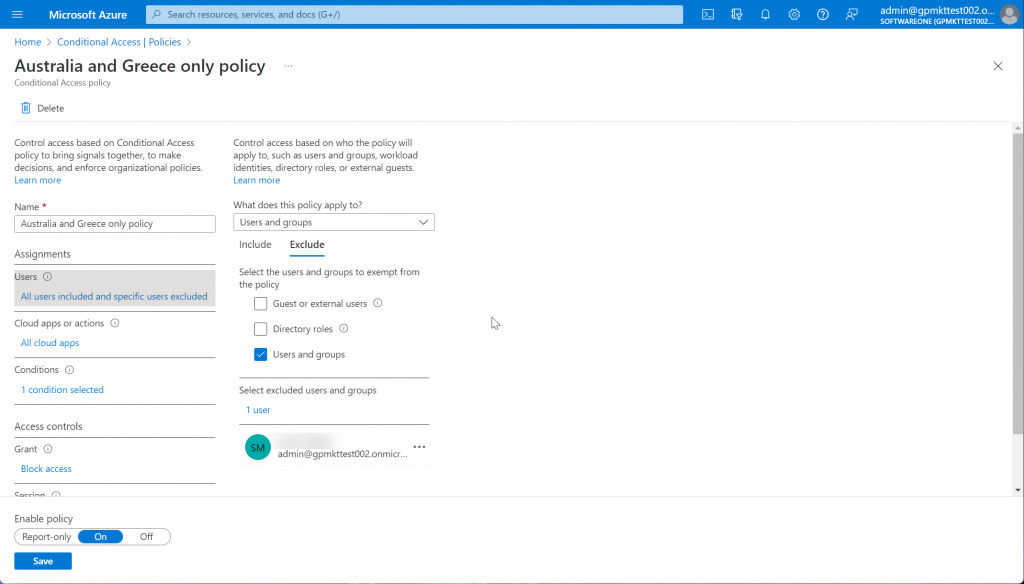 Microsoft Azure
Search resources, services, and docs (G+/)
admin@gpmkttest002.o...
SOFTWAREONE (GPMKTTEST002....
Home > Conditional Access | Policies >
Australia and Greece only policy ...
Conditional Access policy
Delete
Control access based on Conditional Access
policy to bring signals together, to make
decisions, and enforce organizational policies.
Learn more
Name *
Australia and Greece only policy
Assignments
Users
All users included and specific users excluded
Cloud apps or actions
All cloud apps
Conditions
1 condition selected
Access controls
Grant
Block access
Session
Control access based on who the policy will
apply to, such as users and groups, workload
identities, directory roles, or external guests.
Learn more
What does this policy apply to?
Users and groups
Include Exclude
Select the users and groups to exempt from
the policy
Guest or external users
Directory roles
Users and groups
Select excluded users and groups
1 user
SM
admin@gpmkttest002.onmicr...
Enable policy
Report-only On Off
Save